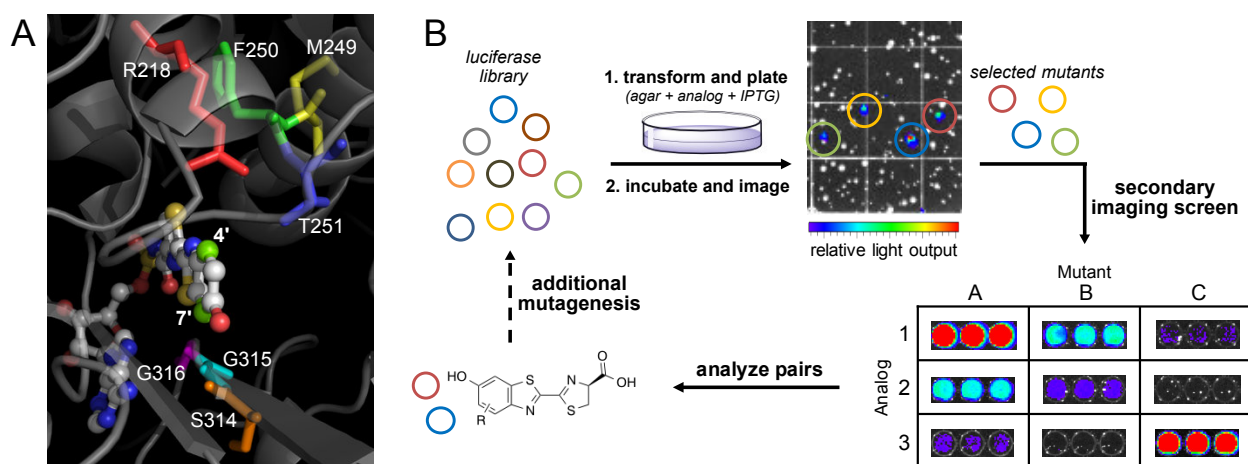 A
R218
F250
M249
T251
4'
7'
G316
G315
S314
B
luciferase
library
1. transform and plate
(agar + analog + IPTG)
2. incubate and image
relative light output
selected mutants
secondary
imaging screen
additional
mutagenesis
HO
S
N
N
S
O
OH
R
analyze pairs
Mutant
A
B
C
Analog
1
2
3